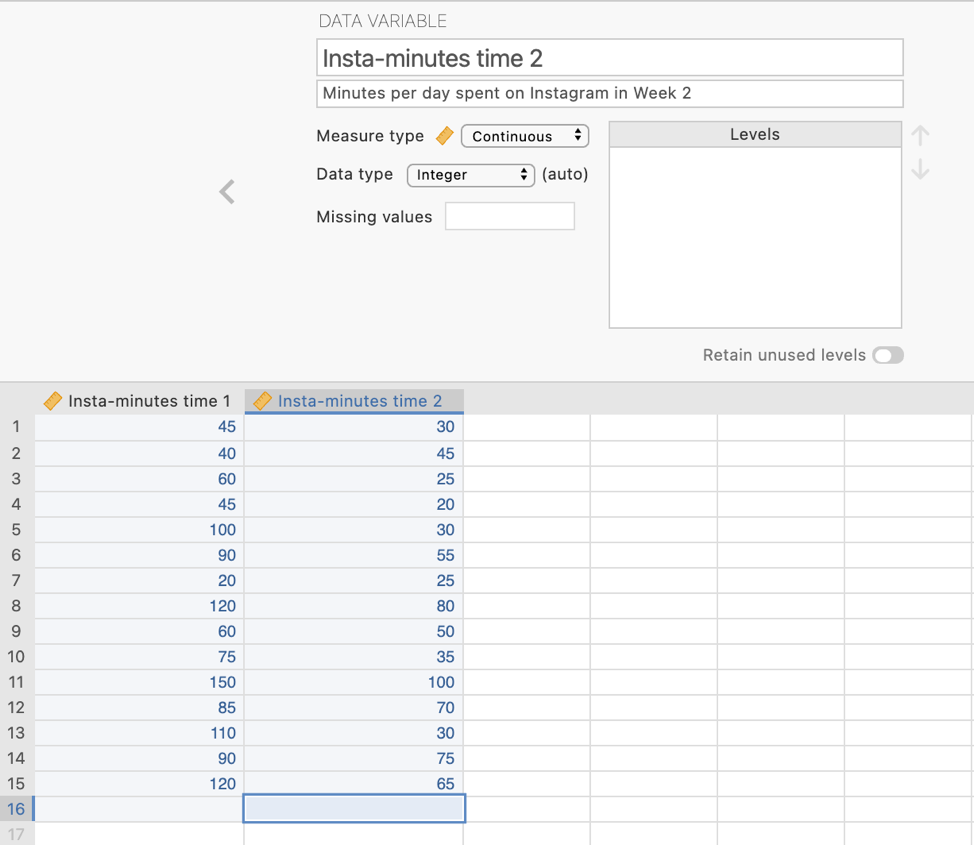 DATA VARIABLE
Insta-minutes time 2
Minutes per day spent on Instagram in Week 2
Measure type Continuous Levels
Data type Integer (auto)
Missing values
Retain unused levels
Insta-minutes time 1 Insta-minutes time 2
1 45 30
2 40 45
3 60 25
4 45 20
5 100 30
6 90 55
7 20 25
8 120 80
9 60 50
10 75 35
11 150 100
12 85 70
13 110 30
14 90 75
15 120 65
16
17